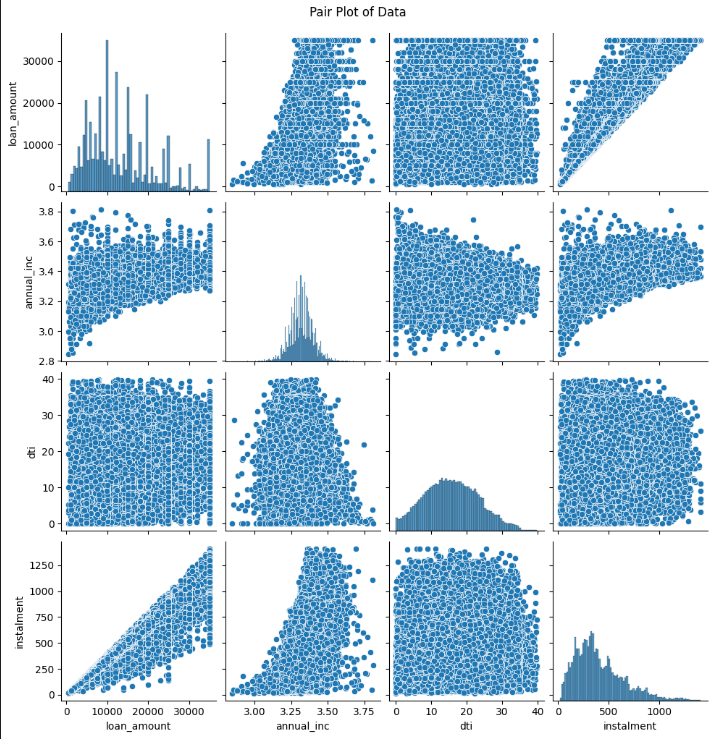 Pair Plot of Data
30000
20000
10000
0
loan_amount
3.8
3.6
3.4
3.2
3.0
2.8
annual_inc
40
30
20
10
0
dti
1250
1000
750
500
250
0
instalment
0 10000 20000 30000
3.00 3.25 3.50 3.75
0 10 20 30 40
0 500 1000
loan_amount annual_inc dti instalment